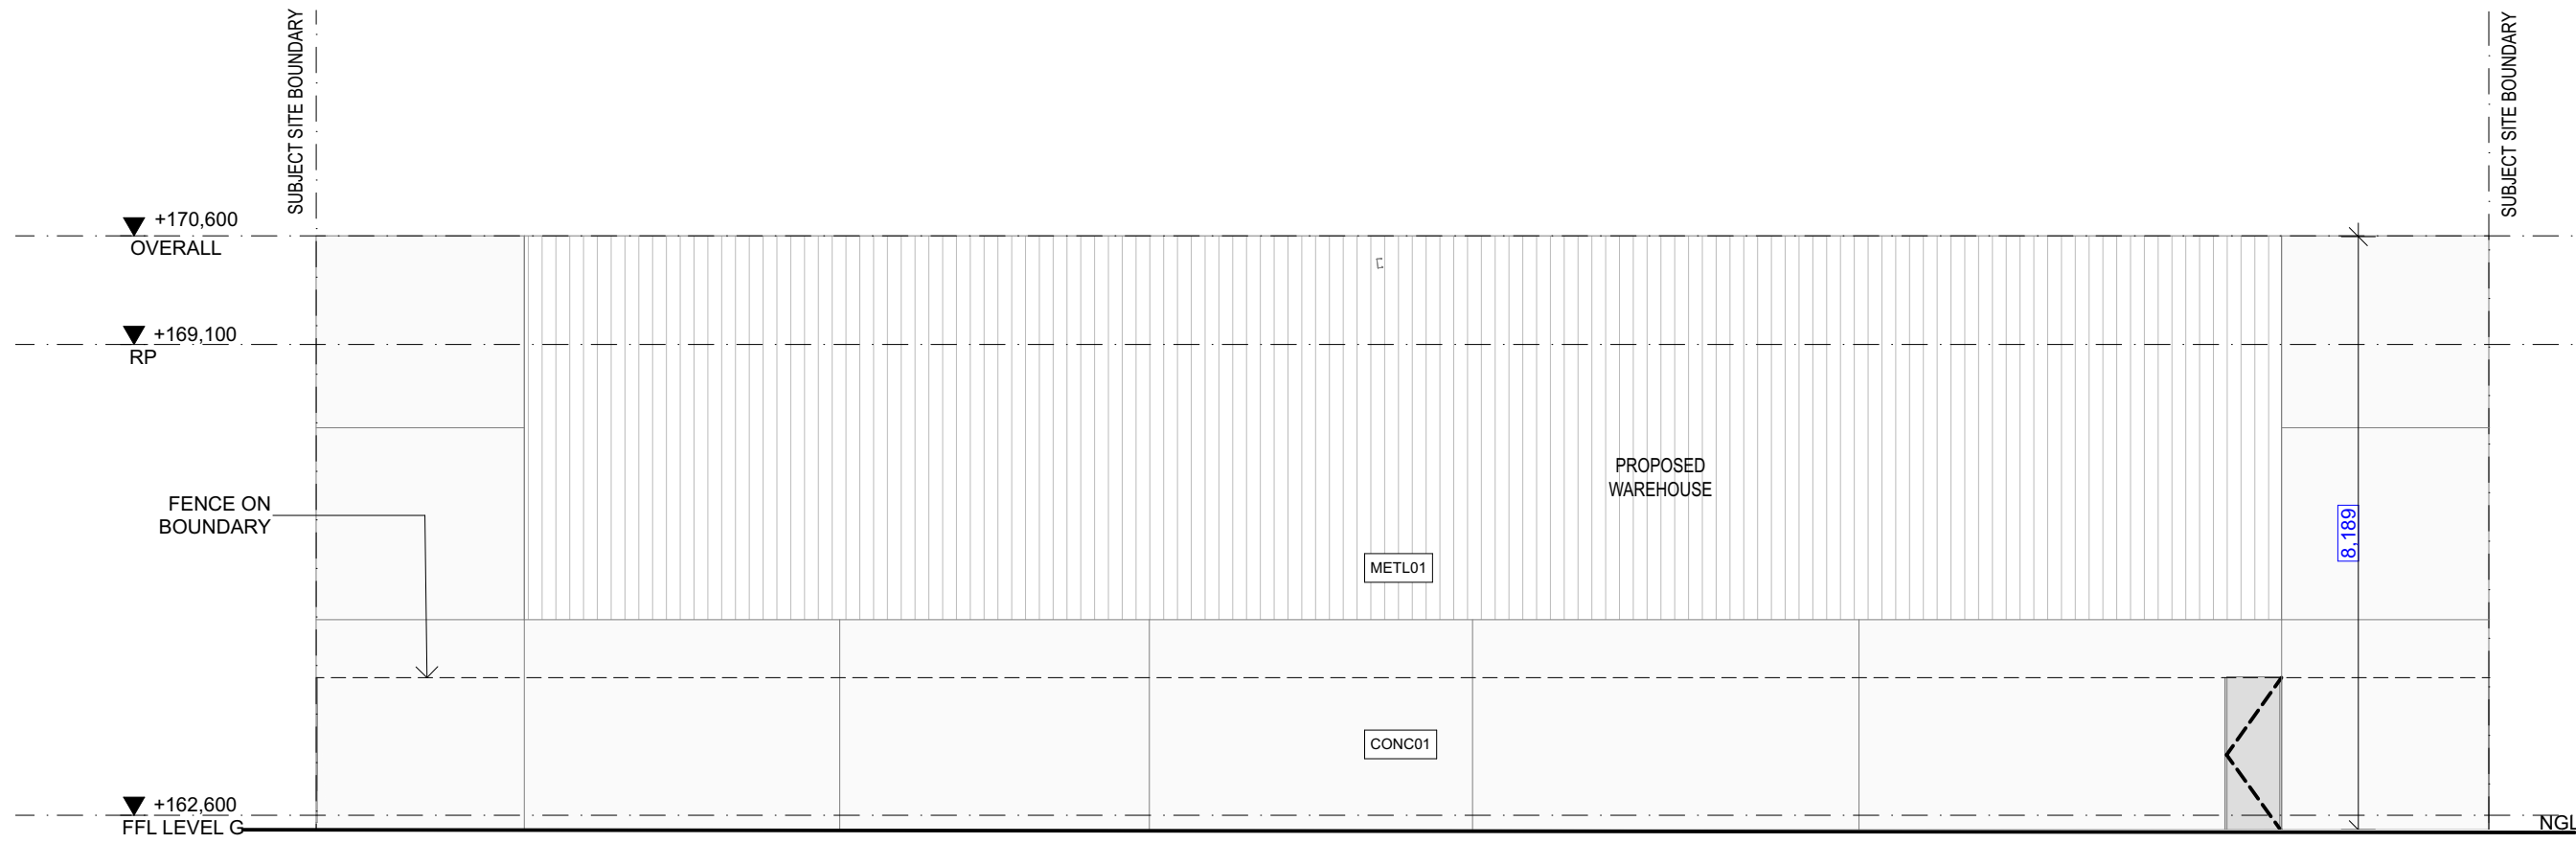 SUBJECT SITE BOUNDARY
SUBJECT SITE BOUNDARY
+170,600
OVERALL
+169,100
RP
PROPOSED
WAREHOUSE
FENCE ON
BOUNDARY
8,189
METL01
CONC01
+162,600
FFL LEVEL G
NGL